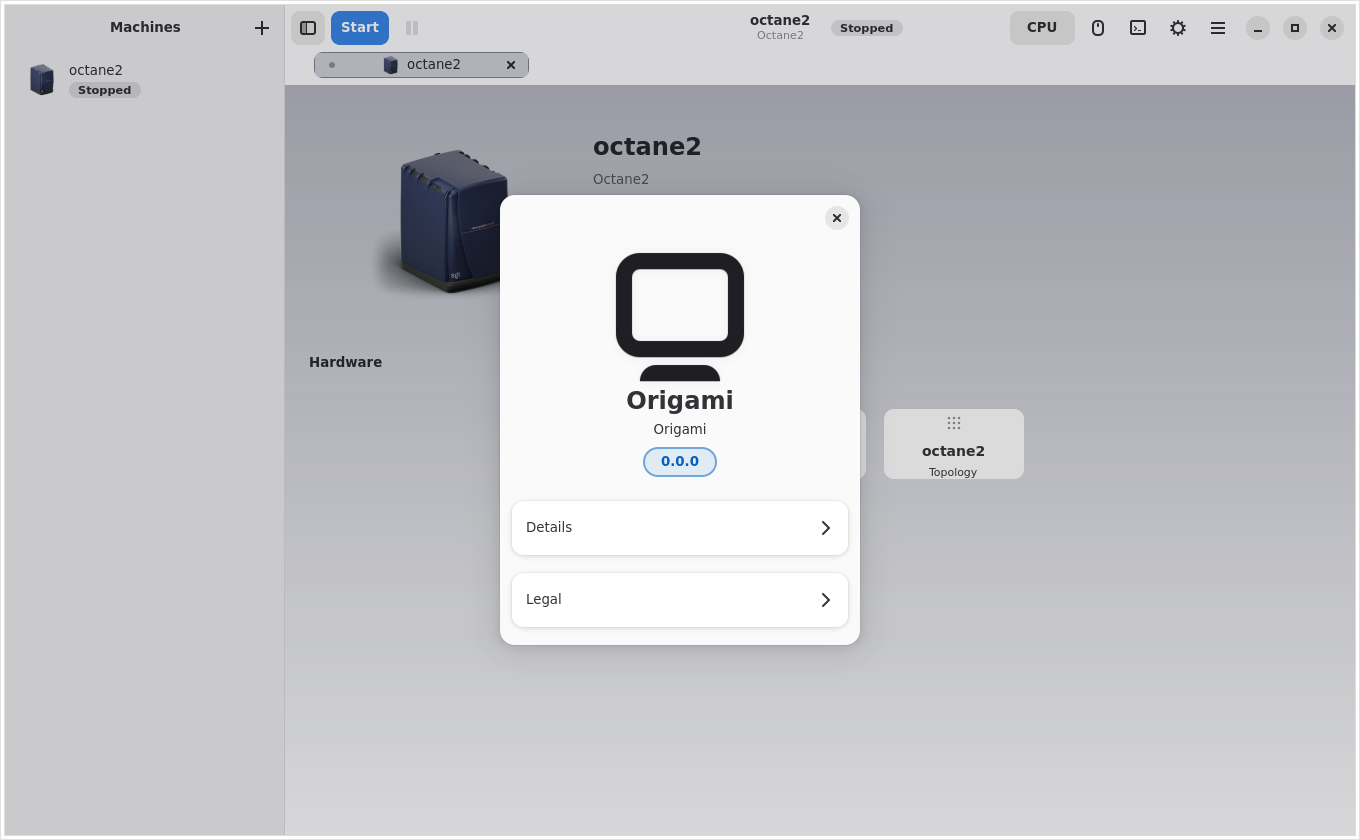 Machines
Start
octane2
Octane2
Stopped
CPU
octane2
Stopped
octane2
octane2
Octane2
sgi
Hardware
octane2
Topology
Origami
Origami
0.0.0
Details
Legal